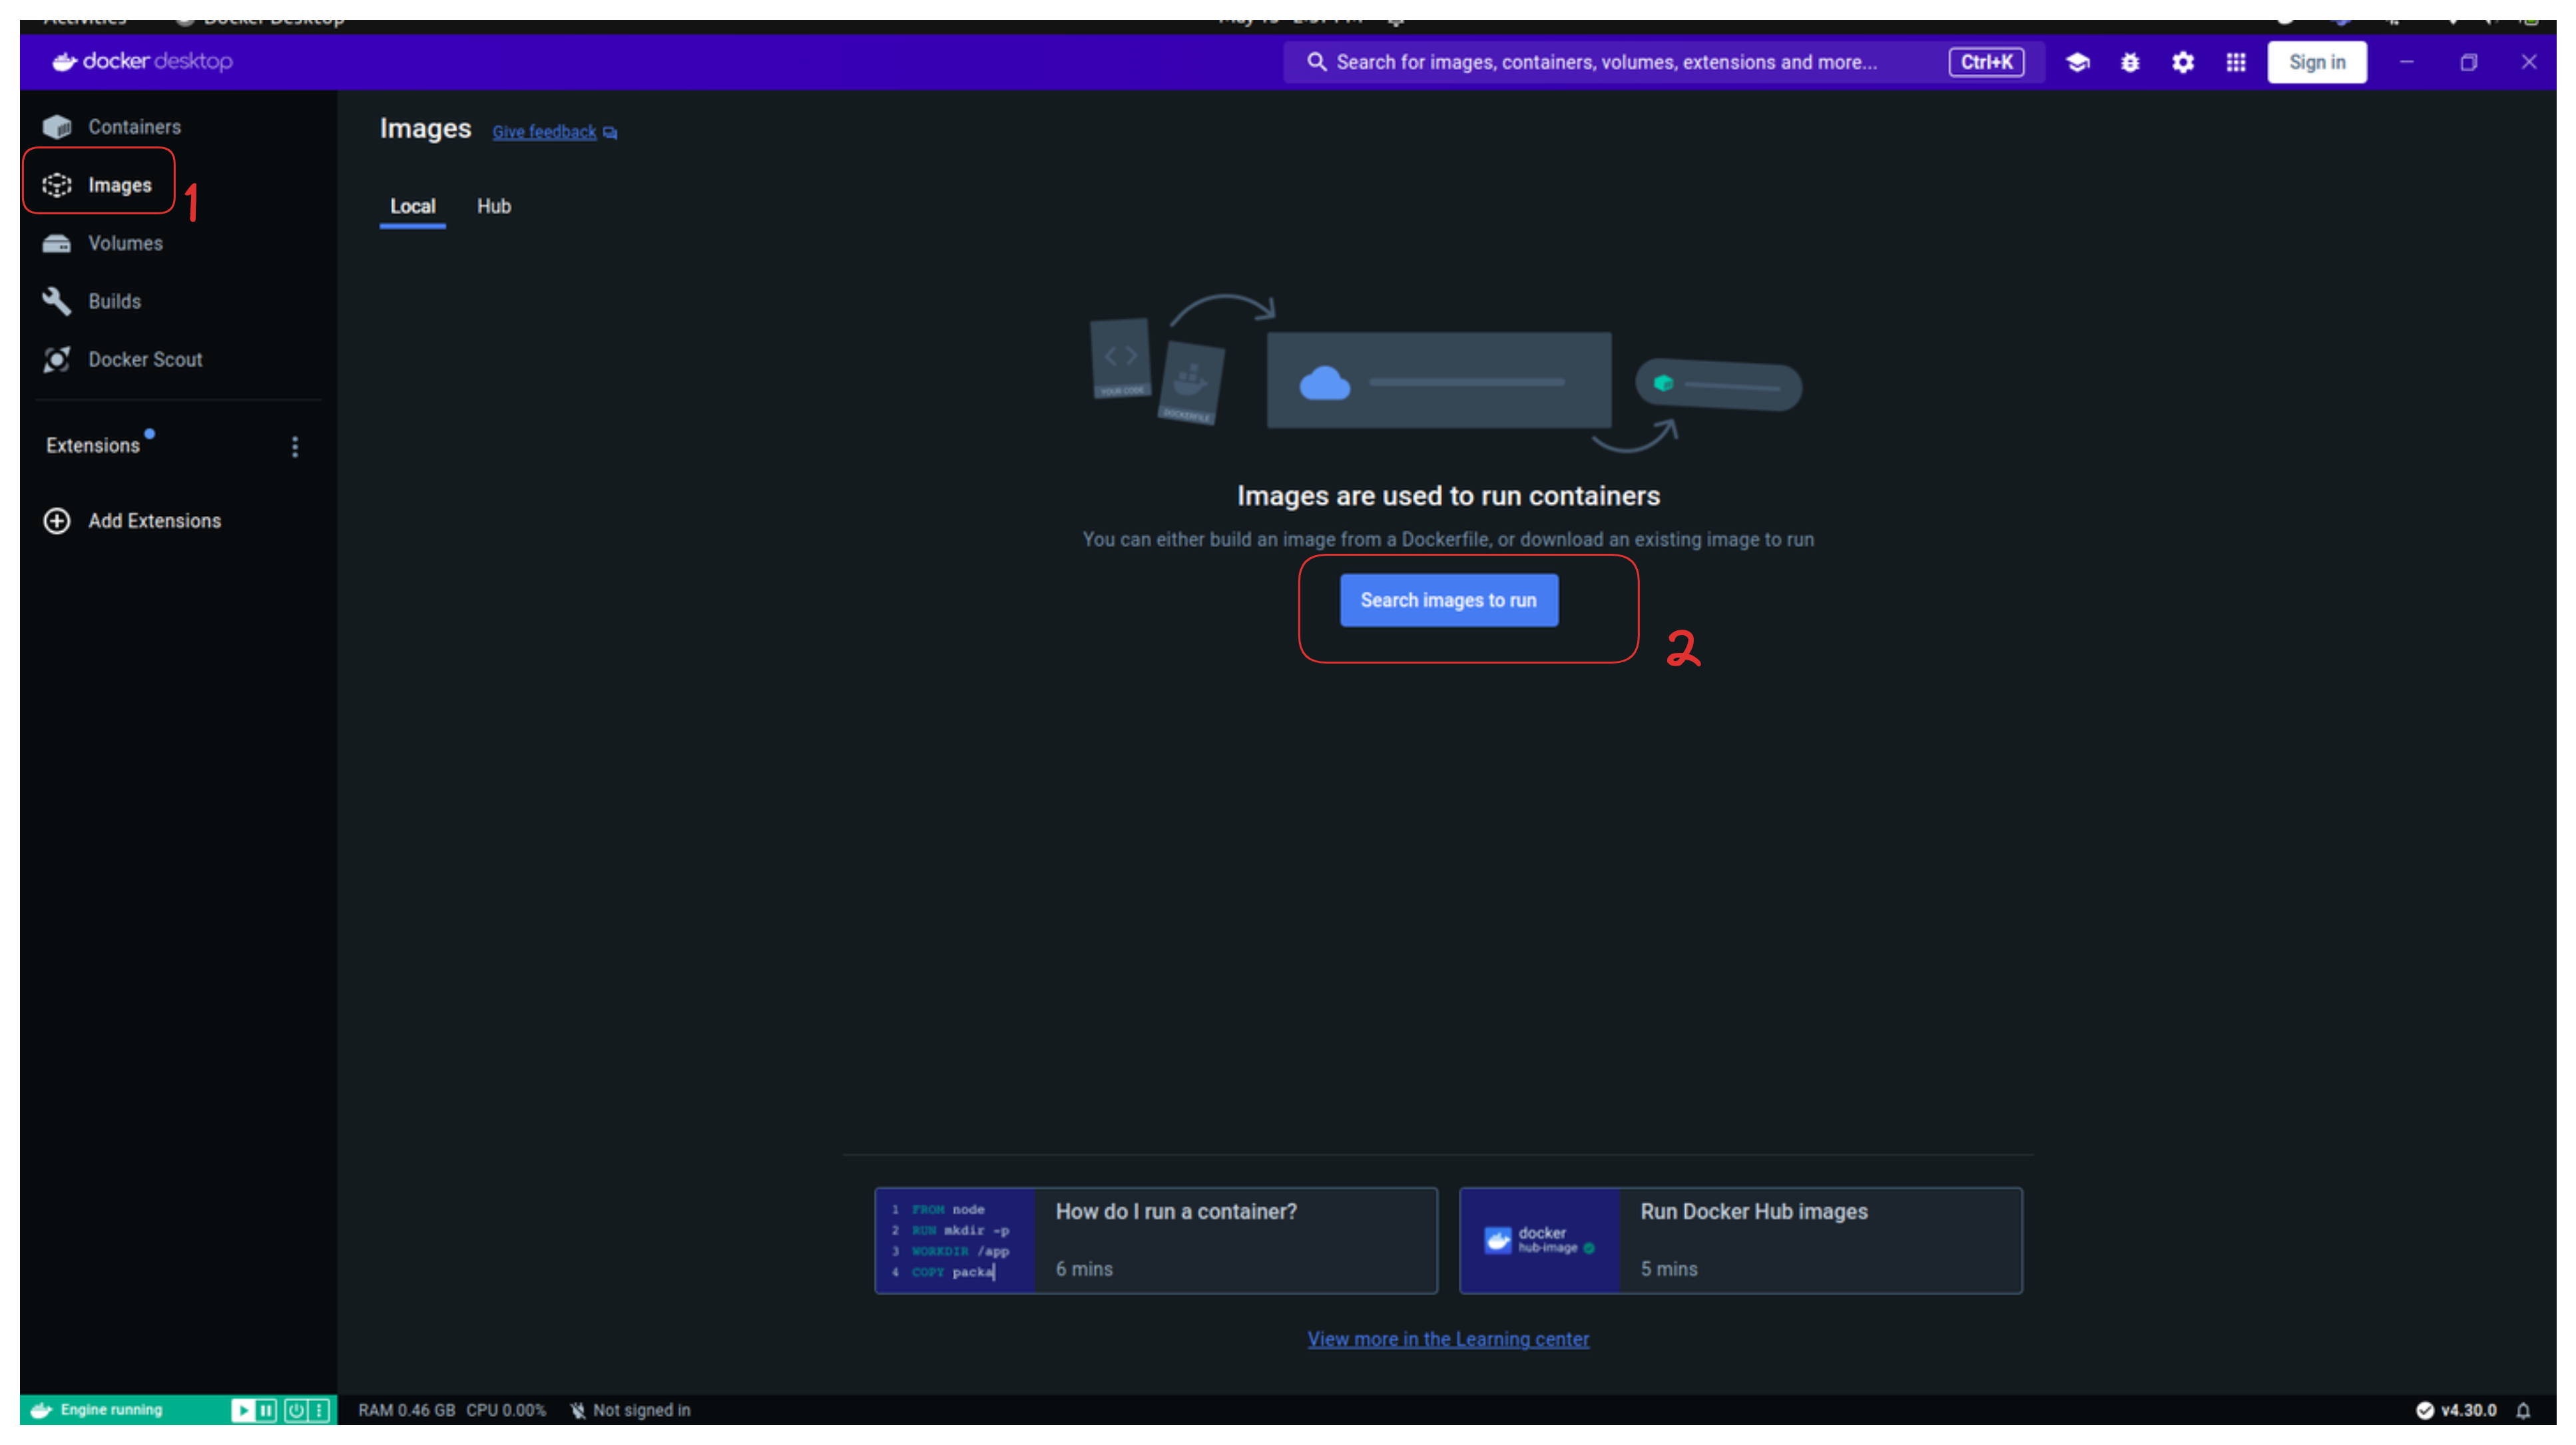 Activities Docker Desktop
docker desktop
Search for images, containers, volumes, extensions and more...
Ctrl+K
Sign in
Containers
Images
1
Volumes
Builds
Docker Scout
Extensions
Add Extensions
Images Give feedback
Local Hub
YOUR CODE
DOCKERFILE
Images are used to run containers
You can either build an image from a Dockerfile, or download an existing image to run
Search images to run
2
1 FROM node
2 RUN mkdir -p
3 WORKDIR /app
4 COPY packa
How do I run a container?
6 mins
docker
hub-image
Run Docker Hub images
5 mins
View more in the Learning center
Engine running
RAM 0.46 GB CPU 0.00% Not signed in
v4.30.0